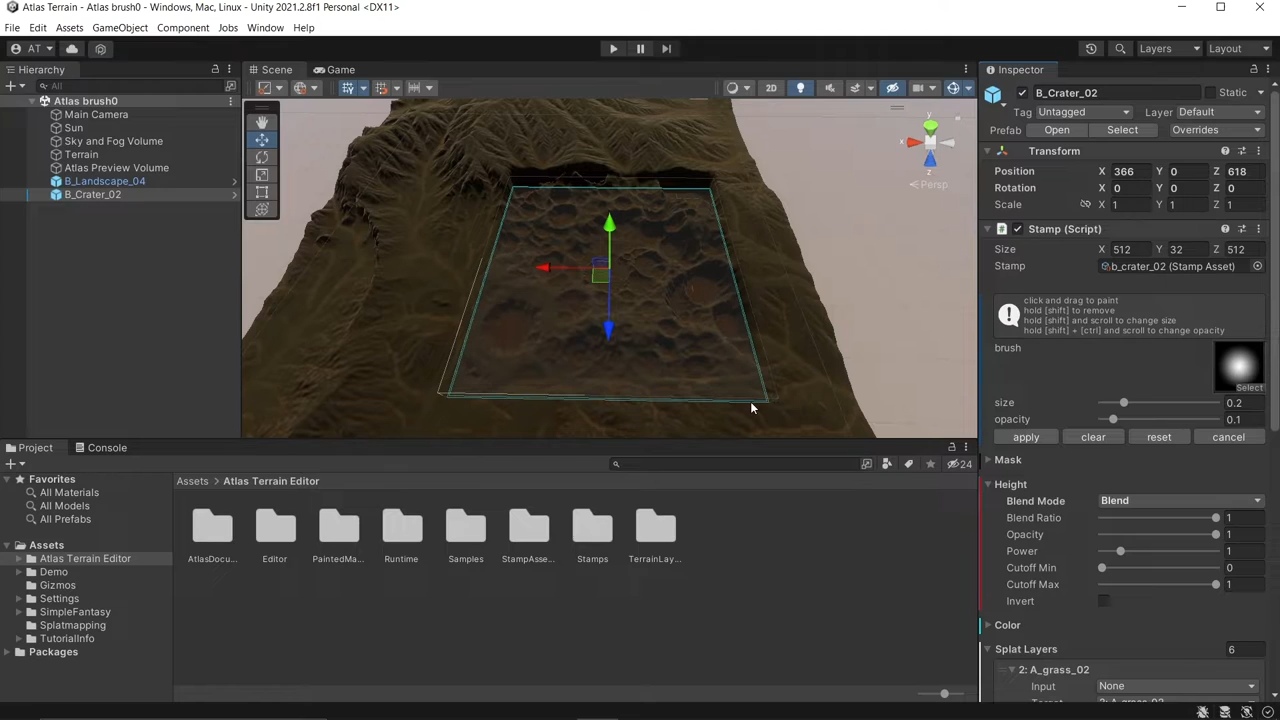 Atlas Terrain - Atlas brush0 - Windows, Mac, Linux - Unity 2021.2.8f1 Personal <DX11>
File Edit Assets GameObject Component Jobs Window Help
AT Layers Layout
Hierarchy
All
Atlas brush0
Main Camera
Sun
Sky and Fog Volume
Terrain
Atlas Preview Volume
B_Landscape_04
B_Crater_02
Scene Game
2D
y
x
z
Persp
Inspector
B_Crater_02 Static
Tag Untagged Layer Default
Prefab Open Select Overrides
Transform
Position X 366 Y 0 Z 618
Rotation X 0 Y 0 Z 0
Scale X 1 Y 1 Z 1
Stamp (Script)
Size X 512 Y 32 Z 512
Stamp b_crater_02 (Stamp Asset)
click and drag to paint
hold [shift] to remove
hold [shift] and scroll to change size
hold [shift] + [ctrl] and scroll to change opacity
brush
Select
size 0.2
opacity 0.1
apply clear reset cancel
Mask
Height
Blend Mode Blend
Blend Ratio 1
Opacity 1
Power 1
Cutoff Min 0
Cutoff Max 1
Invert
Color
Splat Layers 6
2: A_grass_02
Input None
Project Console
24
Favorites
All Materials
All Models
All Prefabs
Assets
Atlas Terrain Editor
Demo
Gizmos
Settings
SimpleFantasy
Splatmapping
TutorialInfo
Packages
Assets > Atlas Terrain Editor
AtlasDocu... Editor PaintedMa... Runtime Samples StampAsse... Stamps TerrainLay...